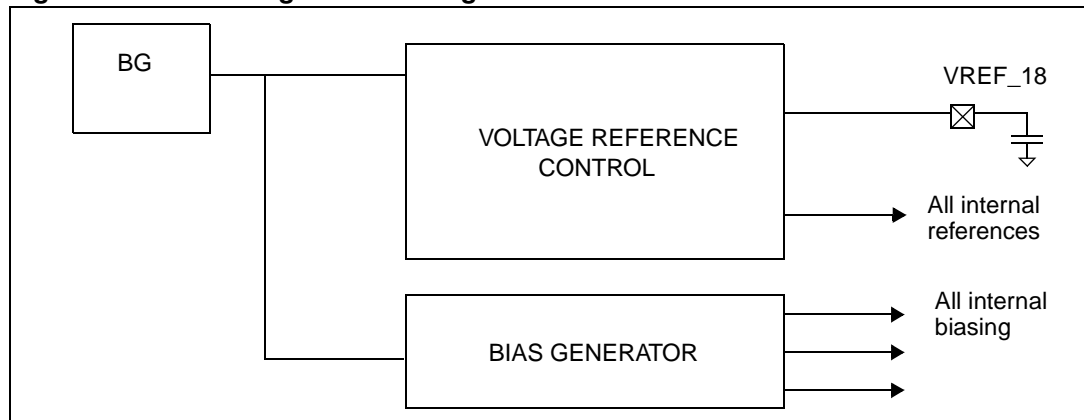 BG
VREF_18
VOLTAGE REFERENCE
CONTROL
All internal
references
All internal
biasing
BIAS GENERATOR